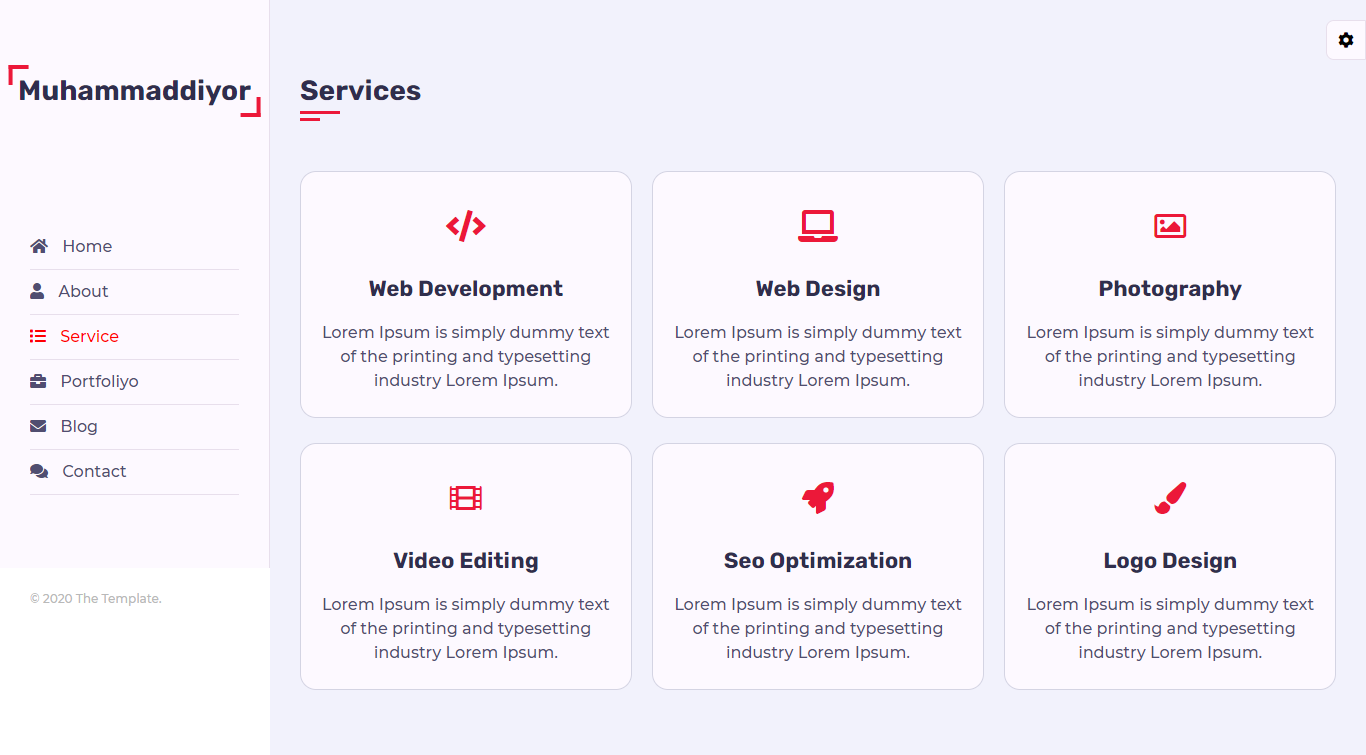 Muhammaddiyor
Home
About
Service
Portfoliyo
Blog
Contact
© 2020 The Template.
Services
Web Development
Lorem Ipsum is simply dummy text
of the printing and typesetting
industry Lorem Ipsum.
Web Design
Lorem Ipsum is simply dummy text
of the printing and typesetting
industry Lorem Ipsum.
Photography
Lorem Ipsum is simply dummy text
of the printing and typesetting
industry Lorem Ipsum.
Video Editing
Lorem Ipsum is simply dummy text
of the printing and typesetting
industry Lorem Ipsum.
Seo Optimization
Lorem Ipsum is simply dummy text
of the printing and typesetting
industry Lorem Ipsum.
Logo Design
Lorem Ipsum is simply dummy text
of the printing and typesetting
industry Lorem Ipsum.